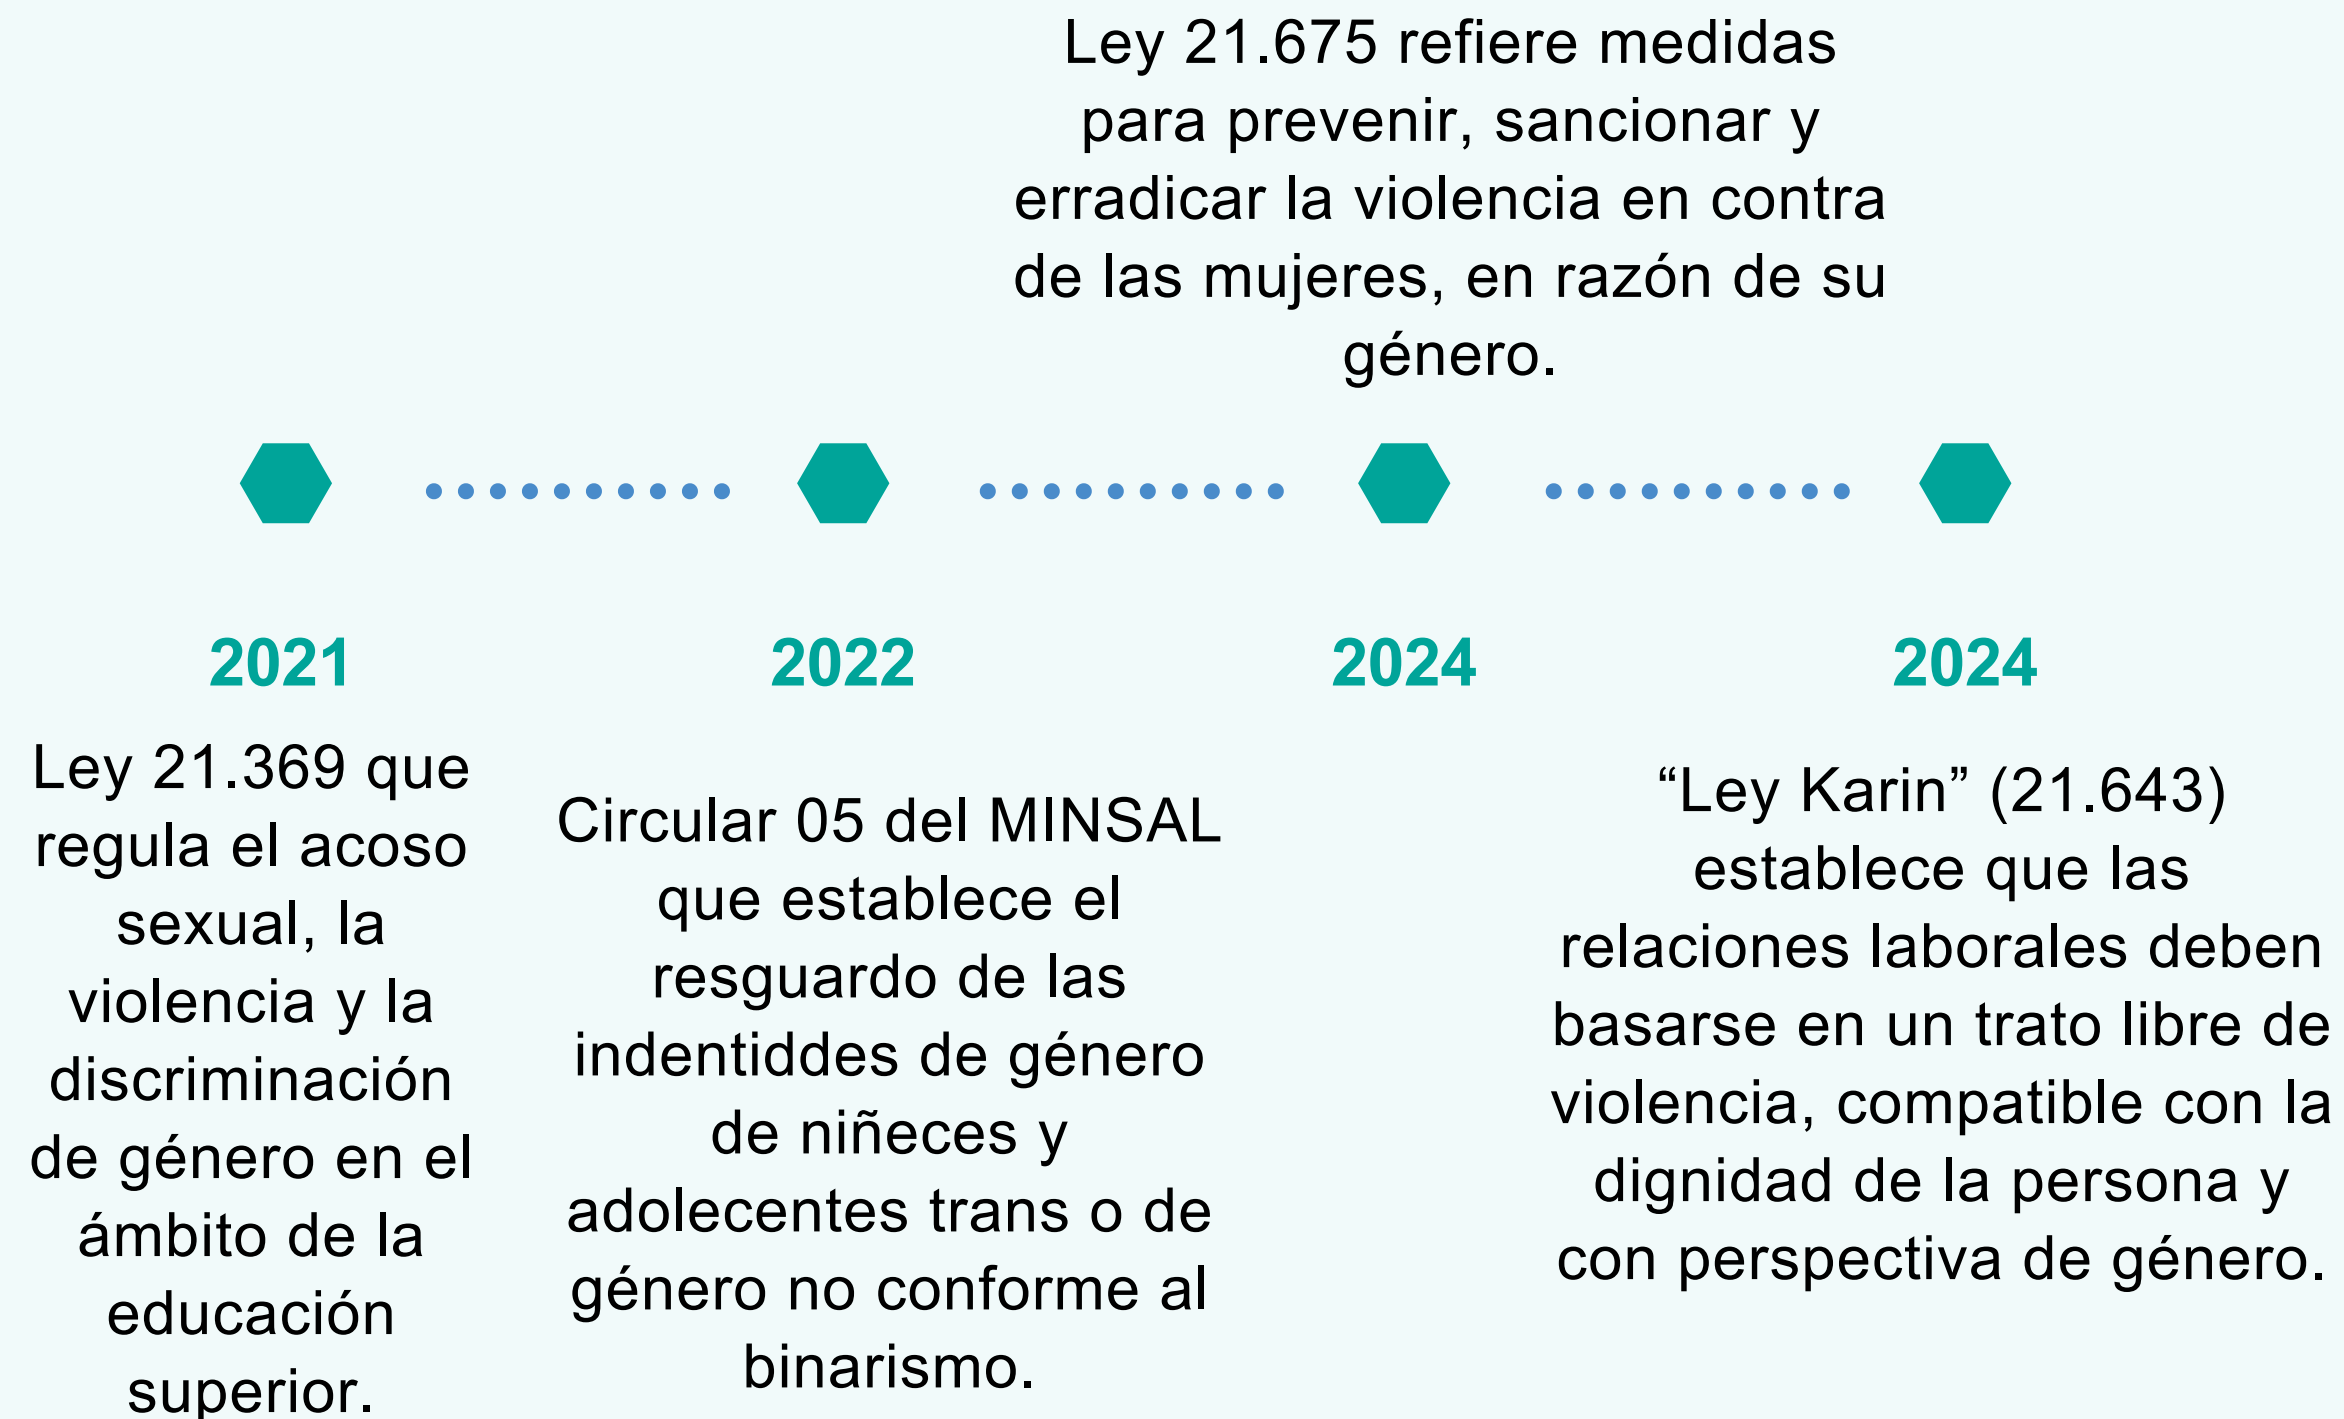 Ley 21.675 refiere medidas
para prevenir, sancionar y
erradicar la violencia en contra
de las mujeres, en razón de su
género.
2021
2022
2024
2024
Ley 21.369 que
regula el acoso
sexual, la
violencia y la
discriminación
de género en el
ámbito de la
educación
superior.
Circular 05 del MINSAL
que establece el
resguardo de las
indentiddes de género
de niñeces y
adolecentes trans o de
género no conforme al
binarismo.
“Ley Karin” (21.643)
establece que las
relaciones laborales deben
basarse en un trato libre de
violencia, compatible con la
dignidad de la persona y
con perspectiva de género.